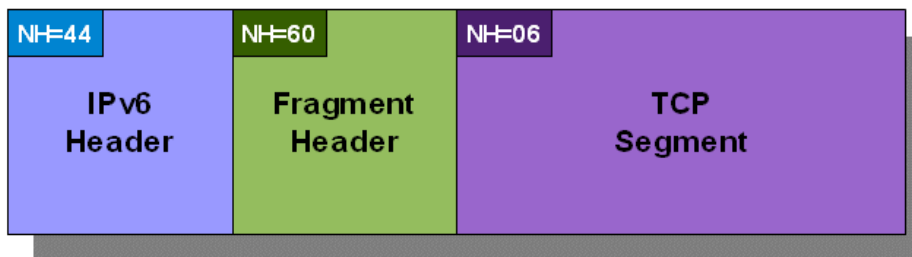 NH=44
NH=60
NH=06
IPv6
Header
Fragment
Header
TCP
Segment